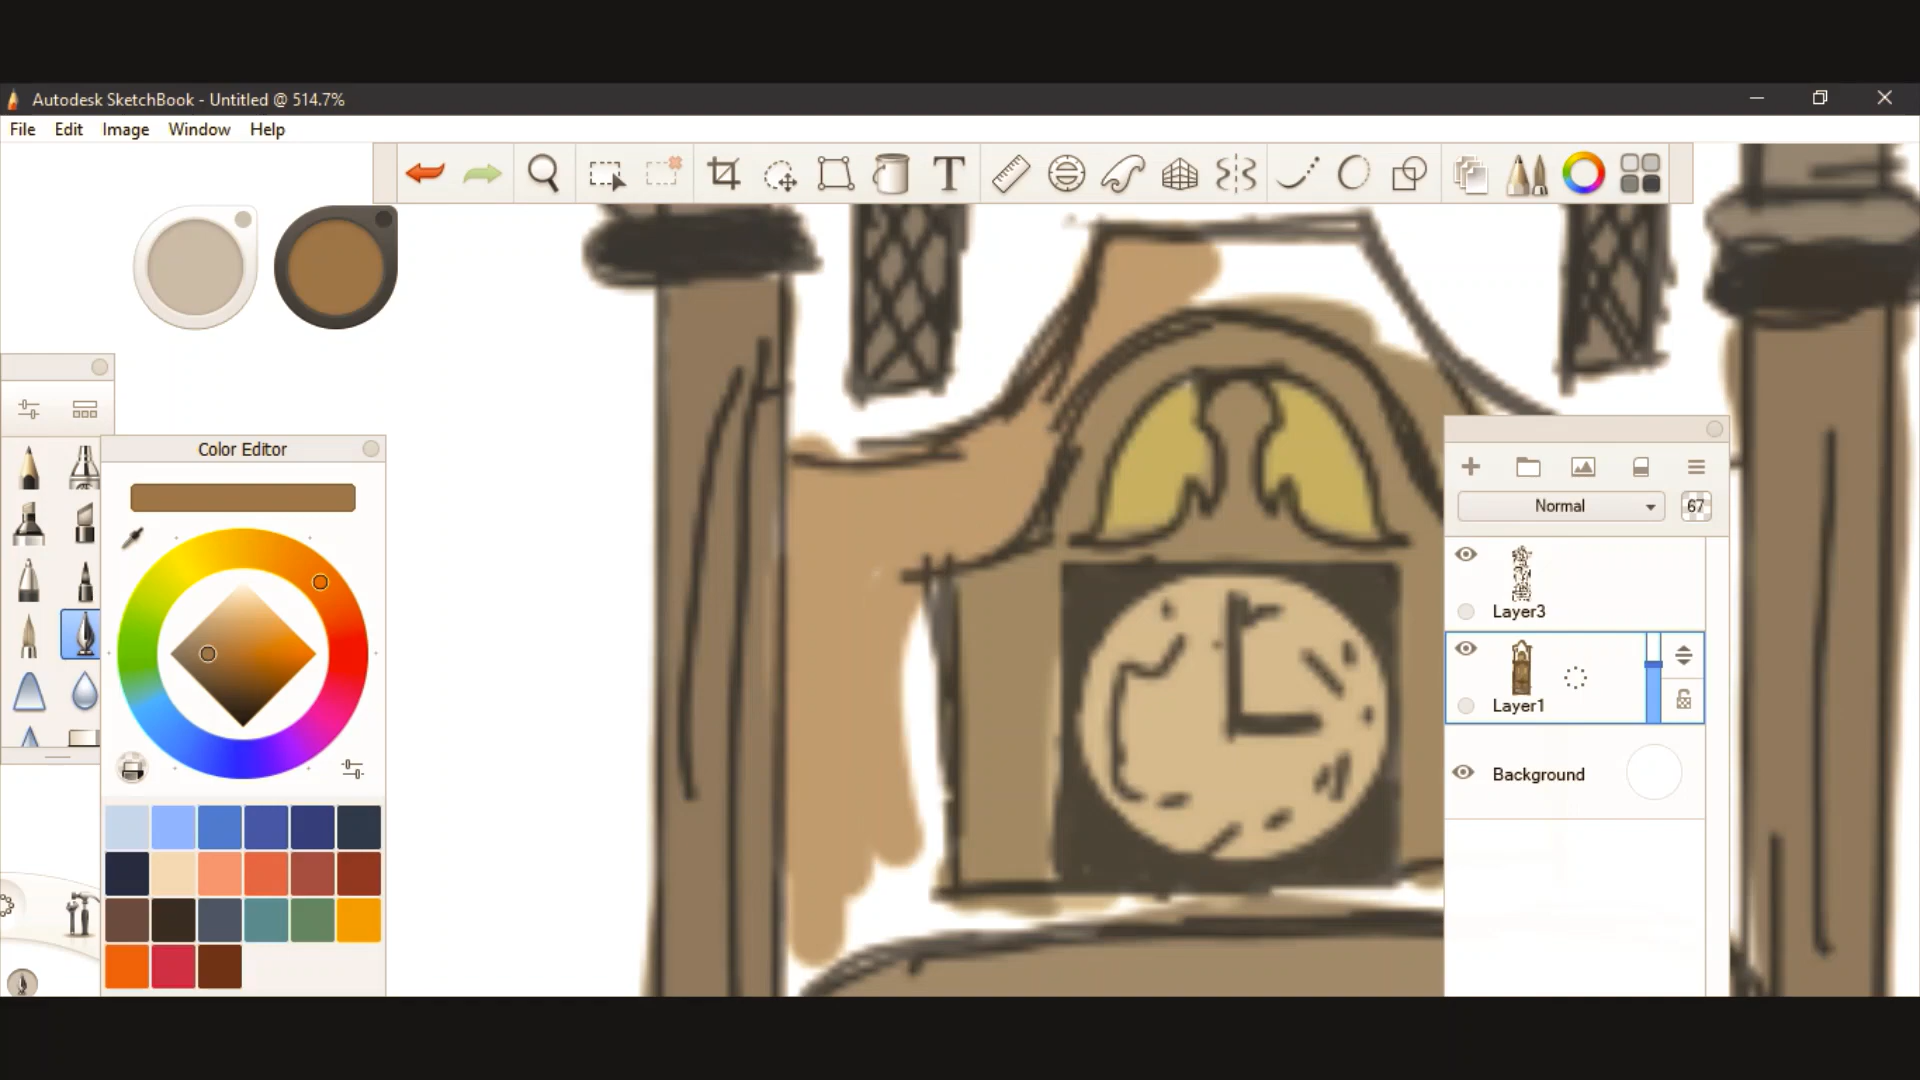 Autodesk SketchBook - Untitled @ 514.7%
File Edit Image Window Help
T
Color Editor
Normal 67
Layer3
Layer1
Background